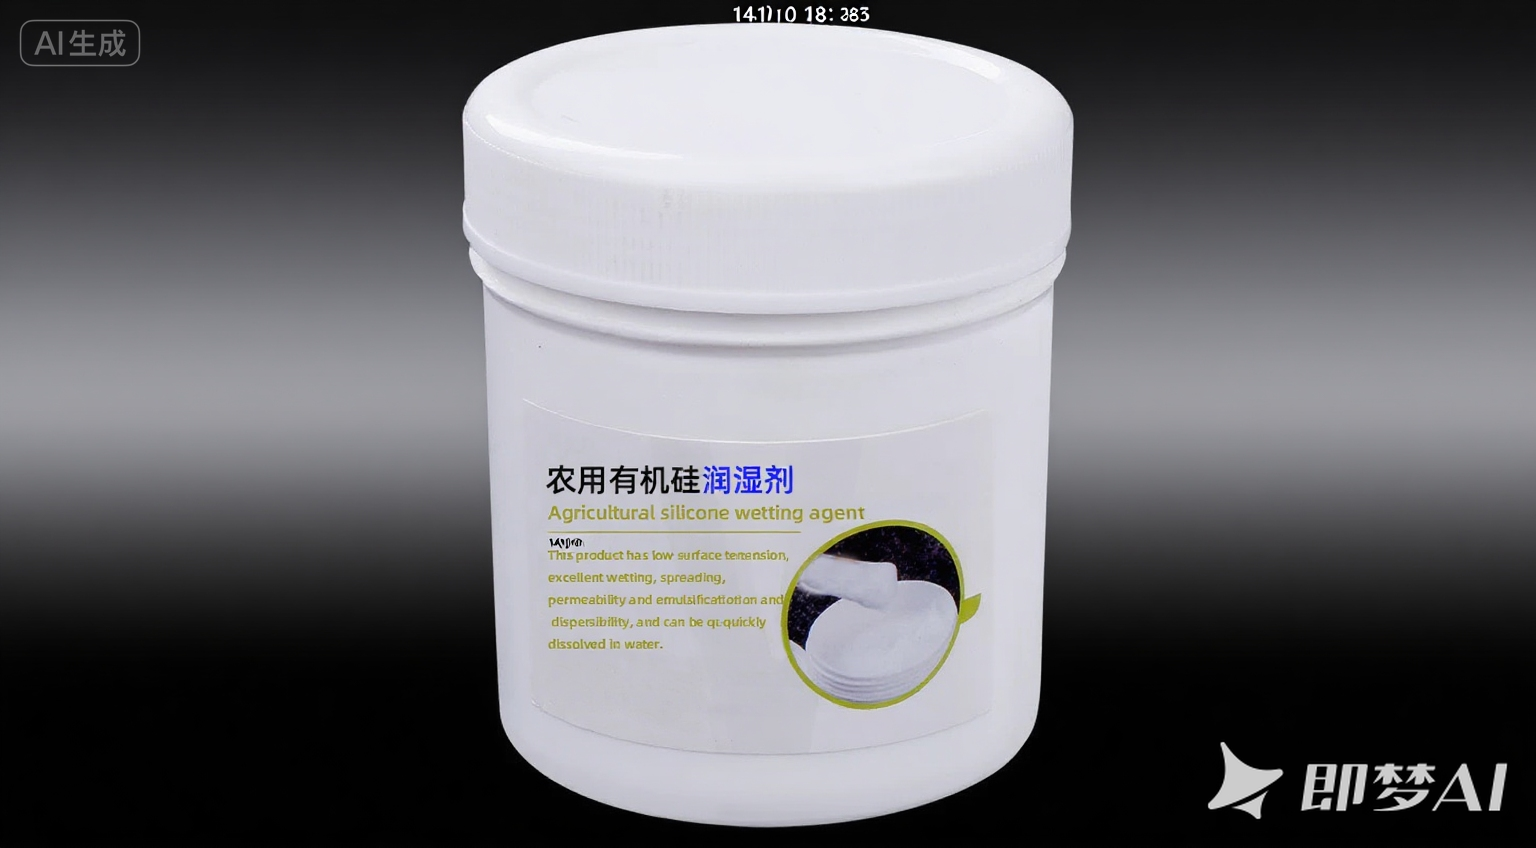 AI生成
农用有机硅润湿剂
Agricultural silicone wetting agent
This product has low surface tertension,
excellent wetting, spreading,
permeability and emulsificatiotion and
dispersibility, and can be qu-quickly
dissolved in water.
即梦AI